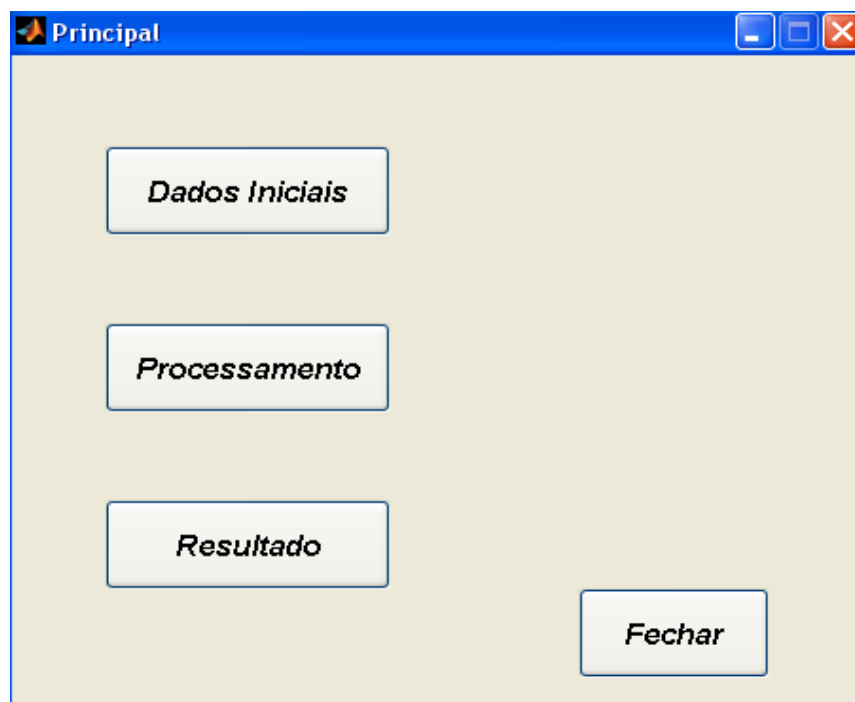 Principal
Dados Iniciais
Processamento
Resultado
Fechar